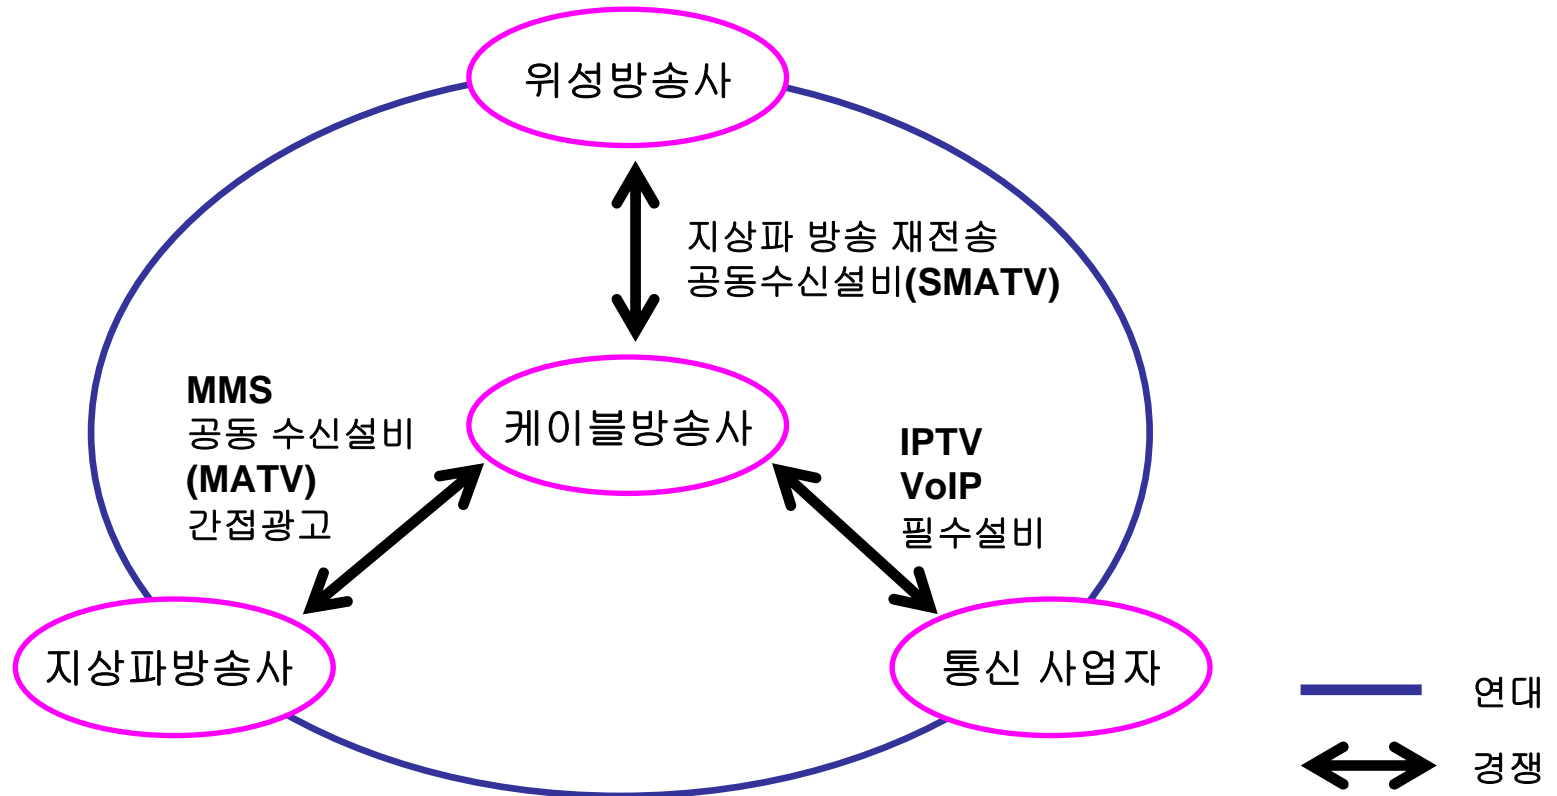 위성방송사
지상파 방송 재전송
공동수신설비(SMATV)
MMS
공동 수신설비
(MATV)
간접광고
케이블방송사
IPTV
VoIP
필수설비
지상파방송사
통신 사업자
연대
경쟁